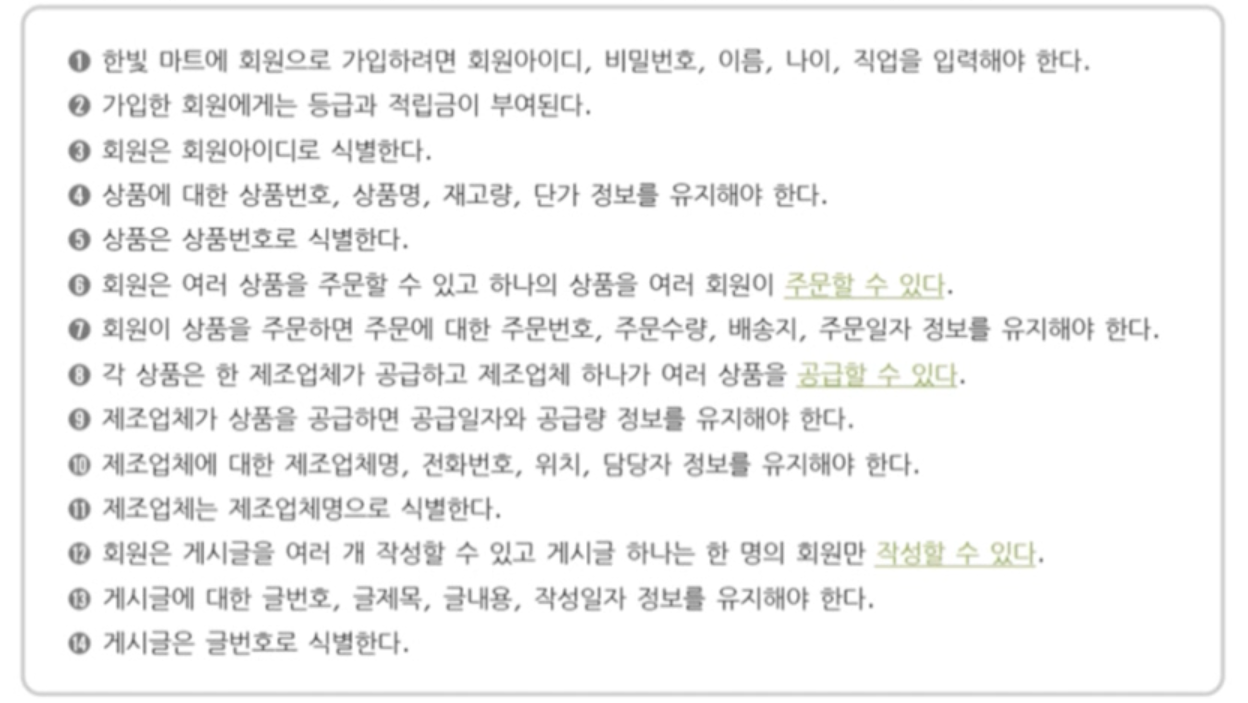 ❶ 한빛 마트에 회원으로 가입하려면 회원아이디, 비밀번호, 이름, 나이, 직업을 입력해야 한다.
❷ 가입한 회원에게는 등급과 적립금이 부여된다.
❸ 회원은 회원아이디로 식별한다.
❹ 상품에 대한 상품번호, 상품명, 재고량, 단가 정보를 유지해야 한다.
❺ 상품은 상품번호로 식별한다.
❻ 회원은 여러 상품을 주문할 수 있고 하나의 상품을 여러 회원이 주문할 수 있다.
❼ 회원이 상품을 주문하면 주문에 대한 주문번호, 주문수량, 배송지, 주문일자 정보를 유지해야 한다.
❽ 각 상품은 한 제조업체가 공급하고 제조업체 하나가 여러 상품을 공급할 수 있다.
❾ 제조업체가 상품을 공급하면 공급일자와 공급량 정보를 유지해야 한다.
❿ 제조업체에 대한 제조업체명, 전화번호, 위치, 담당자 정보를 유지해야 한다.
⓫ 제조업체는 제조업체명으로 식별한다.
⓬ 회원은 게시글을 여러 개 작성할 수 있고 게시글 하나는 한 명의 회원만 작성할 수 있다.
⓭ 게시글에 대한 글번호, 글제목, 글내용, 작성일자 정보를 유지해야 한다.
⓮ 게시글은 글번호로 식별한다.